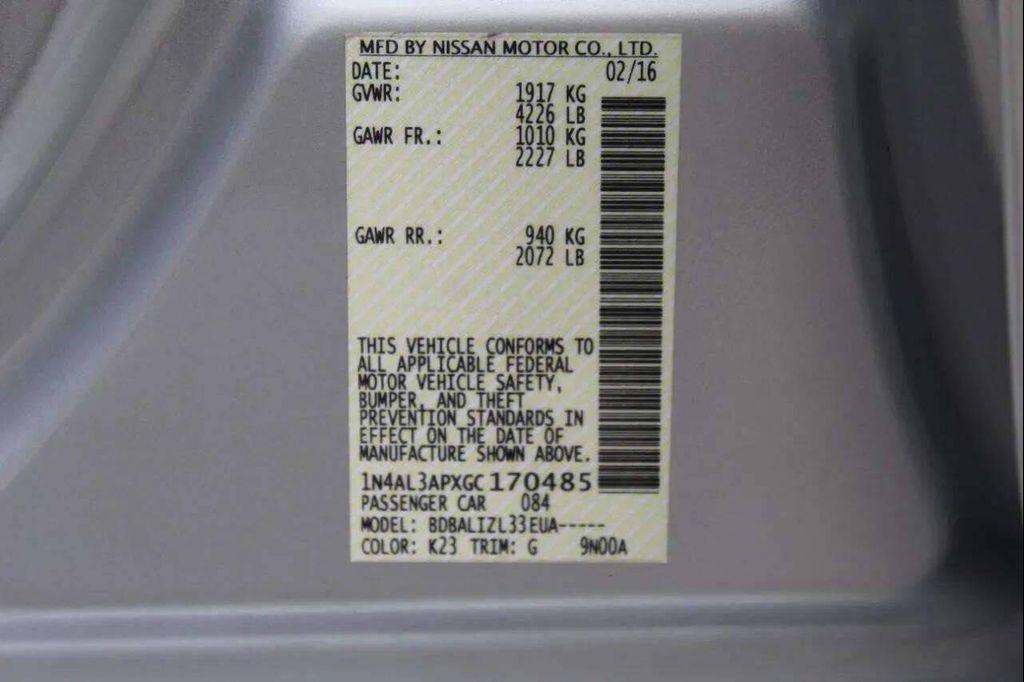 MFD BY NISSAN MOTOR CO., LTD.
DATE: 02/16
GVWR: 1917 KG
4226 LB
GAWR FR.: 1010 KG
2227 LB
GAWR RR.: 940 KG
2072 LB
THIS VEHICLE CONFORMS TO
ALL APPLICABLE FEDERAL
MOTOR VEHICLE SAFETY,
BUMPER, AND THEFT
PREVENTION STANDARDS IN
EFFECT ON THE DATE OF
MANUFACTURE SHOWN ABOVE.
1N4AL3APXGC170485
PASSENGER CAR 084
MODEL: BDBALIZL33EUA-----
COLOR: K23 TRIM: G 9N00A